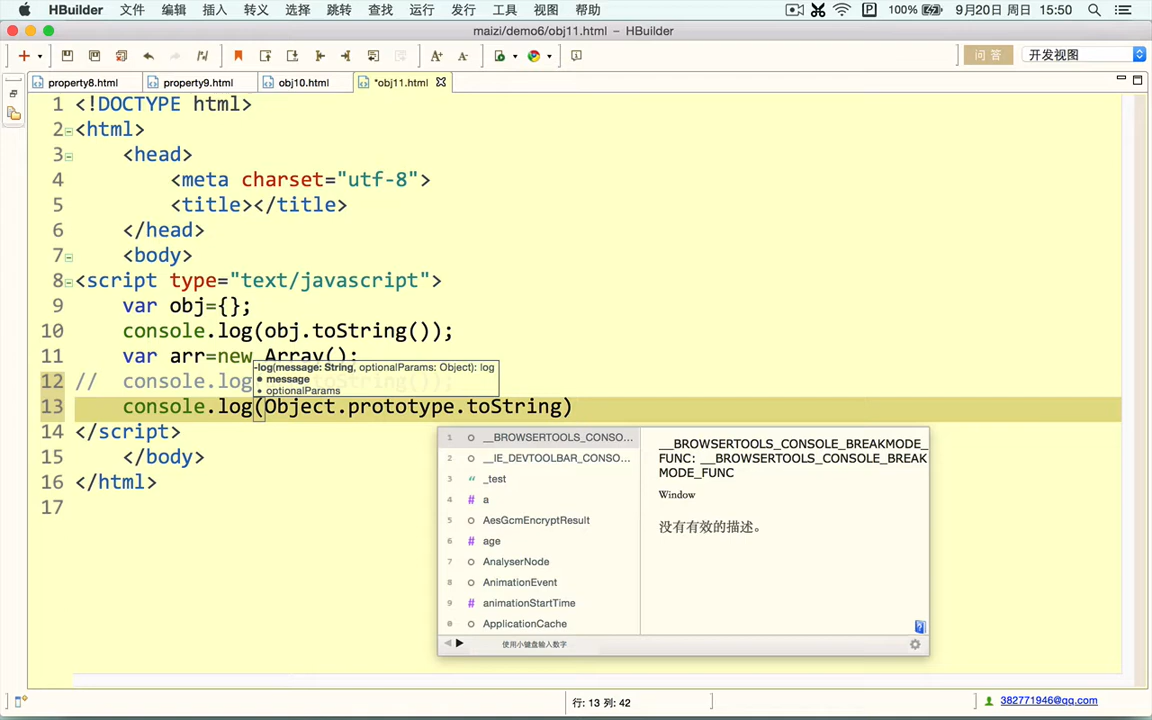 HBuilder 文件 编辑 插入 转义 选择 跳转 查找 运行 发行 工具 视图 帮助 100% 9月20日 周日 15:50
maizi/demo6/obj11.html – HBuilder
问 答 开发视图
property8.html property9.html obj10.html *obj11.html
1 <!DOCTYPE html>
2 <html>
3 <head>
4 <meta charset="utf-8">
5 <title></title>
6 </head>
7 <body>
8 <script type="text/javascript">
9 var obj={};
10 console.log(obj.toString());
11 var arr=new Array();
-log(message: String, optionalParams: Object): log
message
optionalParams
12 // console.log toString());
13 console.log(Object.prototype.toString)
14 </script>
15 </body>
16 </html>
17
1 __BROWSERTOOLS_CONSO...
2 __IE_DEVTOOLBAR_CONSO...
3 _test
4 a
5 AesGcmEncryptResult
6 age
7 AnalyserNode
8 AnimationEvent
9 animationStartTime
0 ApplicationCache
使用小键盘输入数字
__BROWSERTOOLS_CONSOLE_BREAKMODE_
FUNC: __BROWSERTOOLS_CONSOLE_BREAK
MODE_FUNC
Window
没有有效的描述。
行: 13 列: 42
382771946@qq.com